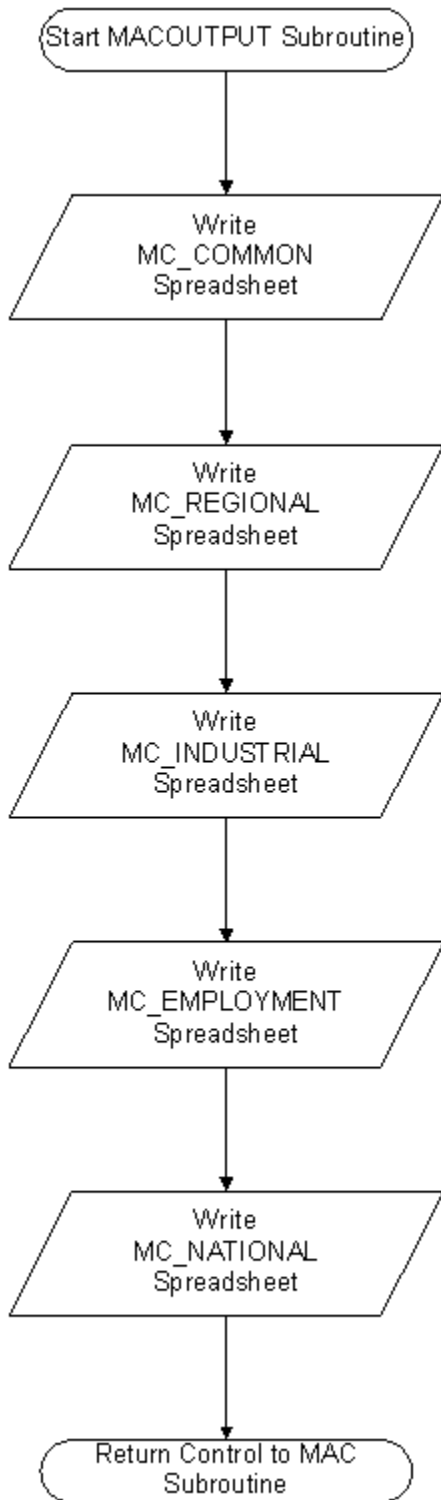 Start MACOUTPUT Subroutine
Write
MC_COMMON
Spreadsheet
Write
MC_REGIONAL
Spreadsheet
Write
MC_INDUSTRIAL
Spreadsheet
Write
MC_EMPLOYMENT
Spreadsheet
Write
MC_NATIONAL
Spreadsheet
Return Control to MAC
Subroutine